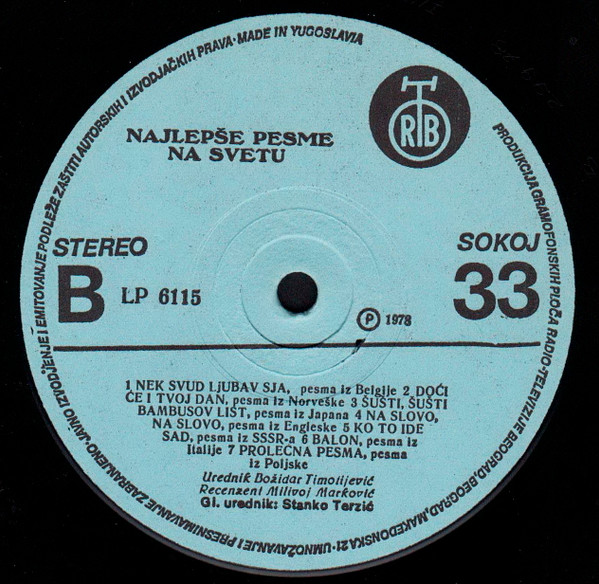 PRODUKCIJA GRAMOFONSKIH PLOČA RADIO-TELEVIZIJE BEOGRAD, BEOGRAD, MAKEDONSKA 21 · UMNOŽAVANJE I PRESNIMAVANJE ZABRANJENO · JAVNO IZVODJENJE I EMITOVANJE PODLEŽE ZAŠTITI AUTORSKIH I IZVODJAČKIH PRAVA · MADE IN YUGOSLAVIA
RTB
NAJLEPŠE PESME
NA SVETU
STEREO
SOKOJ
B
LP 6115
33
℗ 1978
1 NEK SVUD LJUBAV SJA, pesma iz Belgije 2 DOĆI
ĆE I TVOJ DAN, pesma iz Norveške 3 ŠUSTI, ŠUSTI
BAMBUSOV LIST, pesma iz Japana 4 NA SLOVO,
NA SLOVO, pesma iz Engleske 5 KO TO IDE
SAD, pesma iz SSSR-a 6 BALON, pesma iz
Italije 7 PROLEĆNA PESMA, pesma
iz Poljske
Urednik Božidar Timotijević
Recenzent Milivoj Marković
Gl. urednik: Stanko Terzić